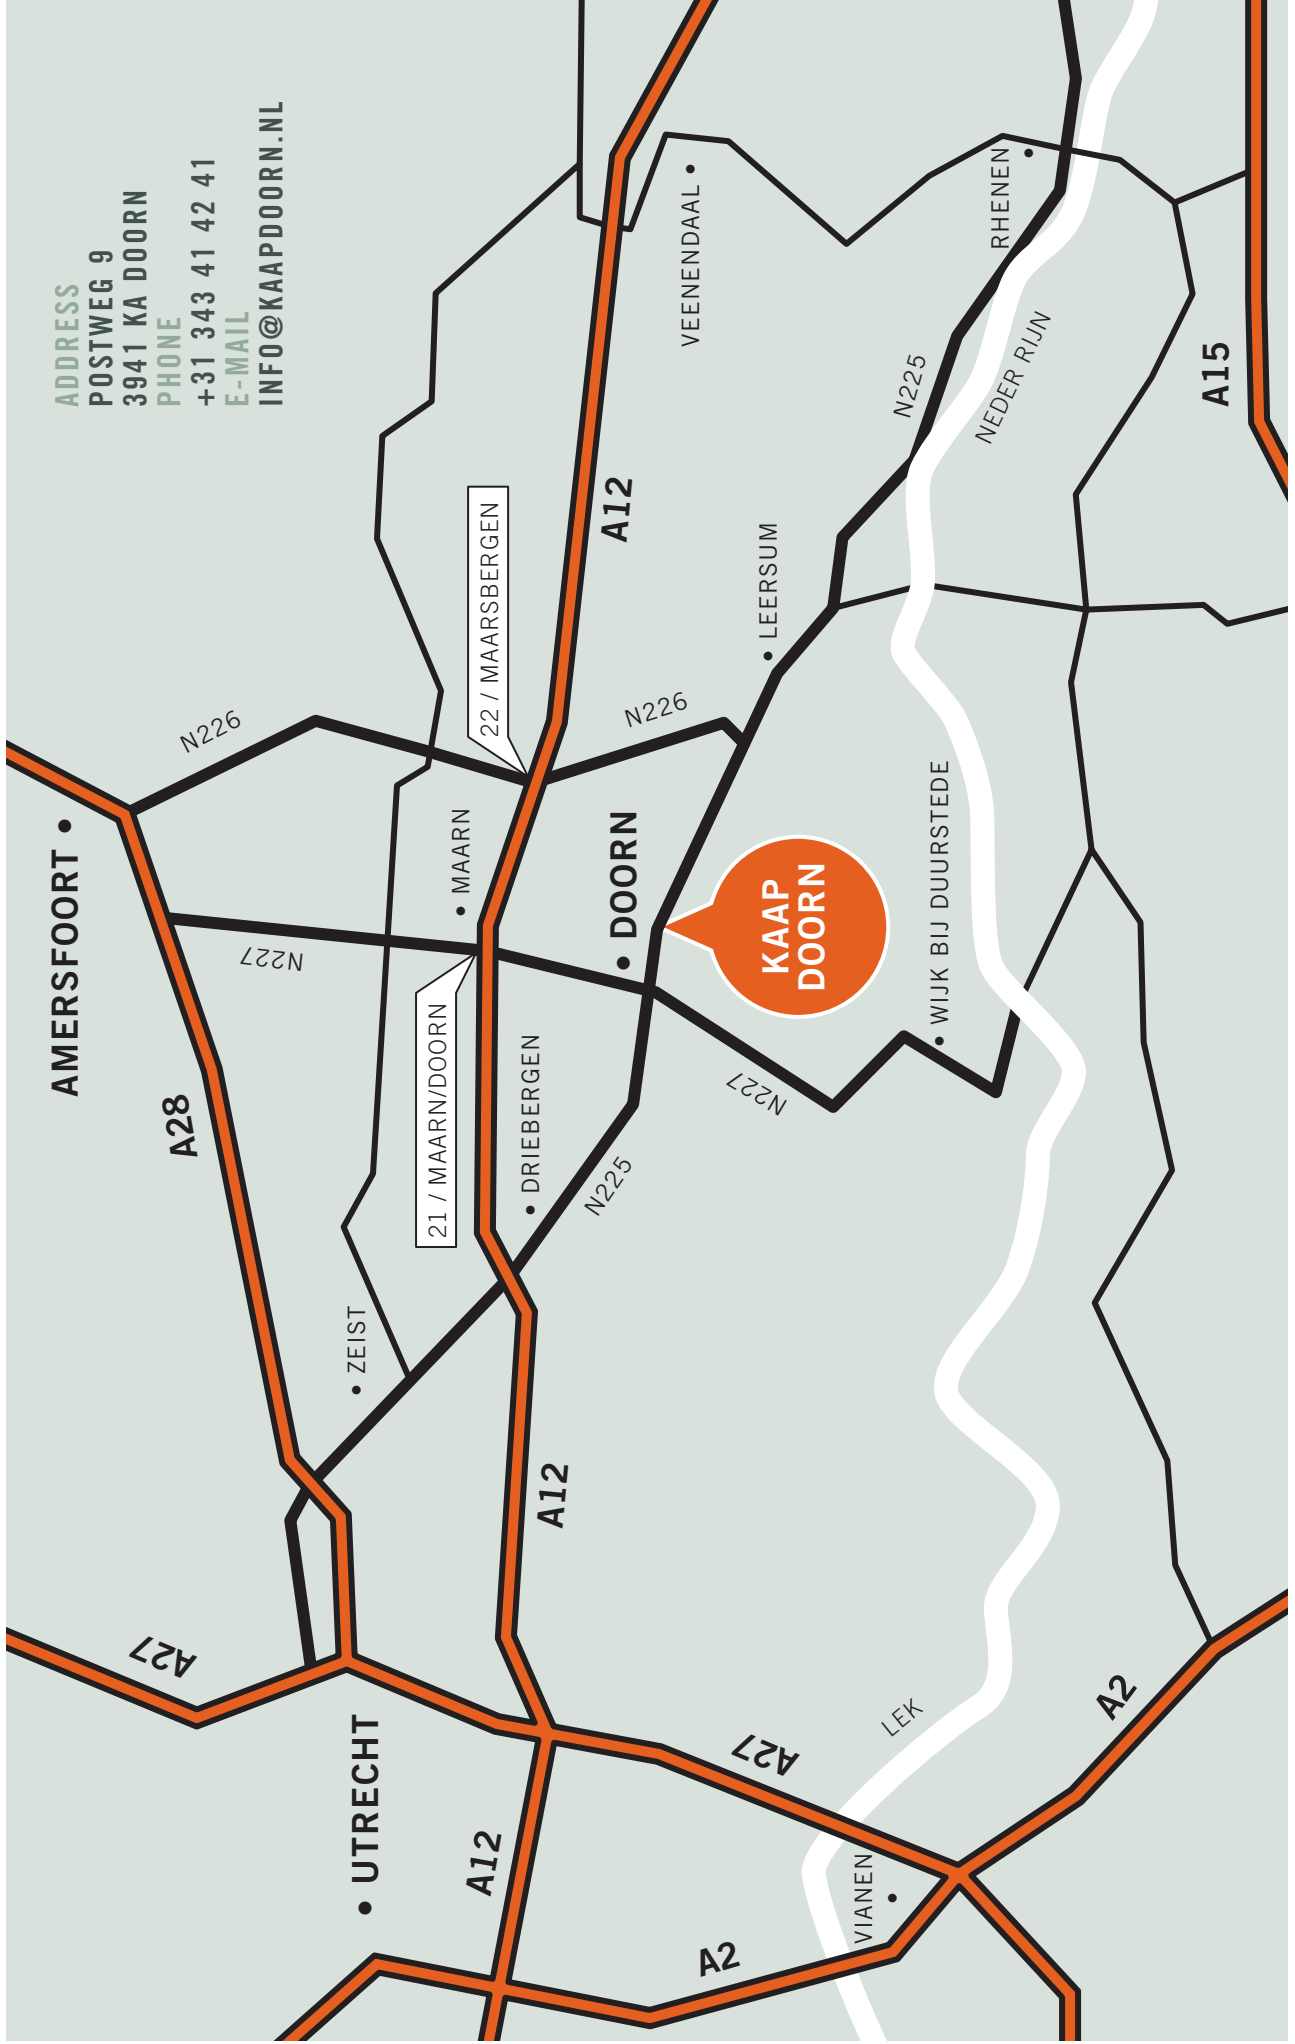 ADDRESS
POSTWEG 9
3941 KA DOORN
PHONE
+31 343 41 42 41
E-MAIL
INFO@KAAPDOORN.NL
AMERSFOORT
N226
A28
N227
A27
ZEIST
UTRECHT
21 / MAARN/DOORN
MAARN
22 / MAARSBERGEN
DRIEBERGEN
A12
A12
A12
N225
DOORN
N226
VEENENDAAL
A2
A27
N227
LEERSUM
KAAP
DOORN
VIANEN
LEK
N225
WIJK BIJ DUURSTEDE
RHENEN
NEDER RIJN
A2
A15